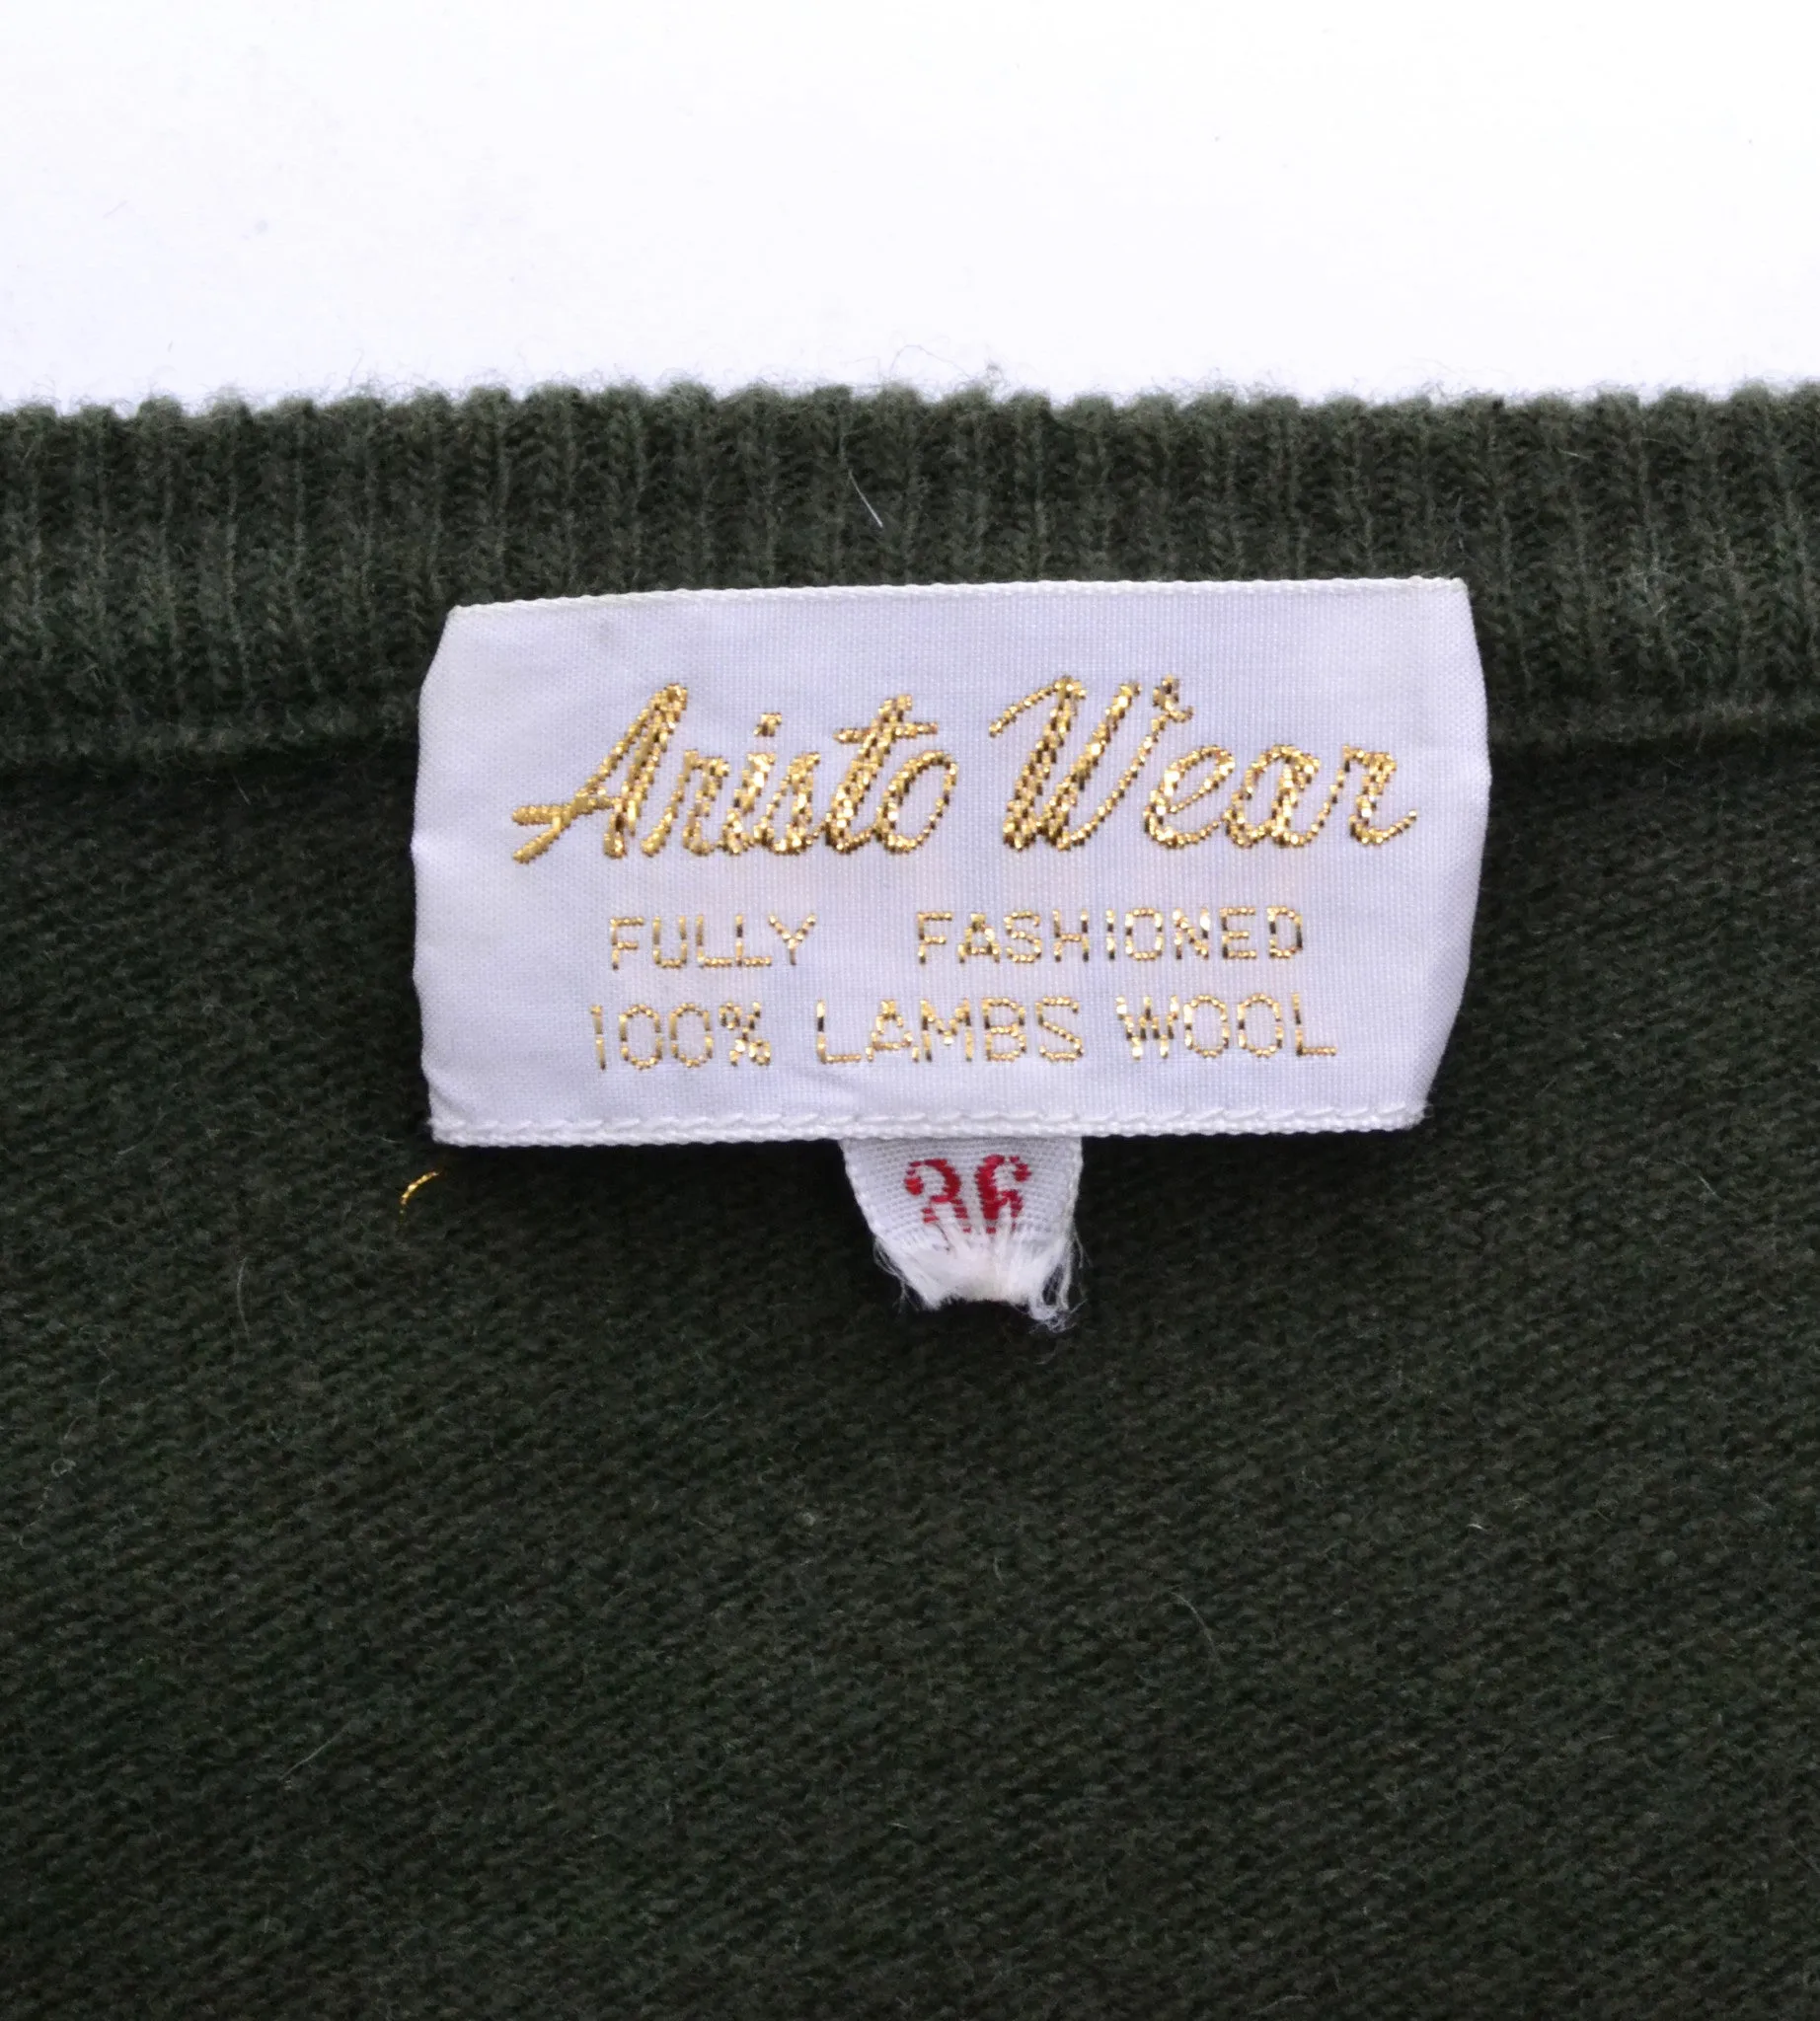 Aristo Wear
FULLY FASHIONED
100% LAMBS WOOL
36